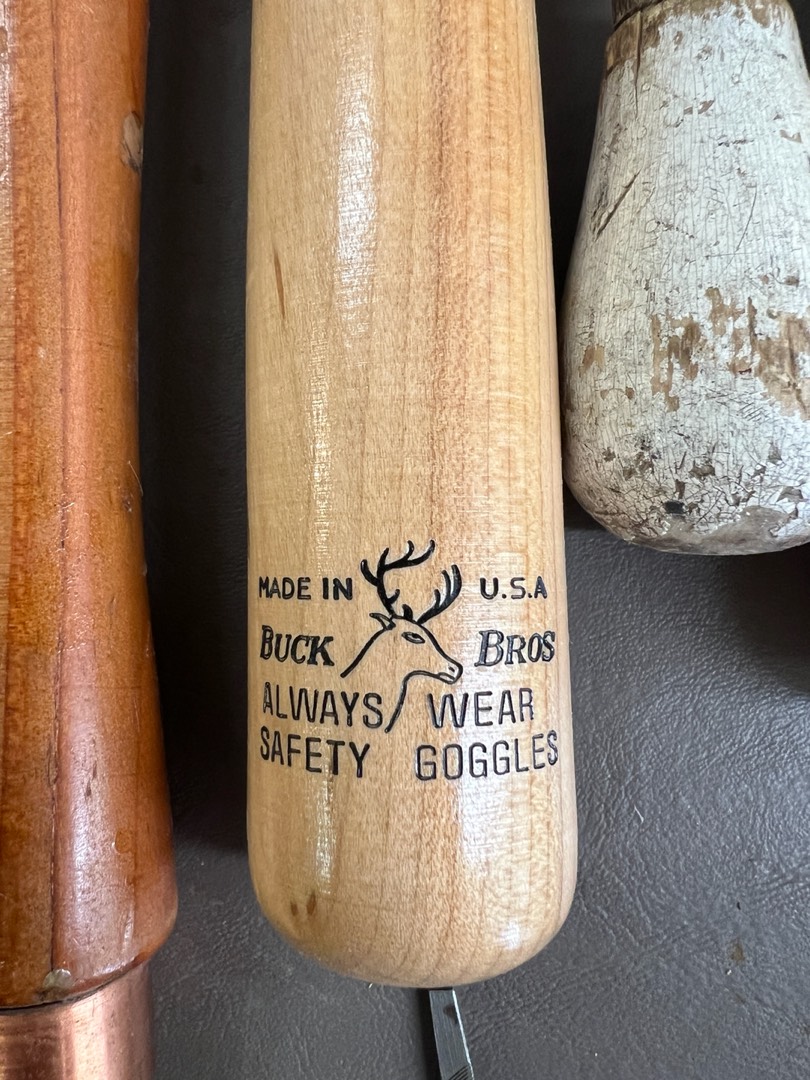 MADE IN U.S.A
BUCK BROS
ALWAYS WEAR
SAFETY GOGGLES